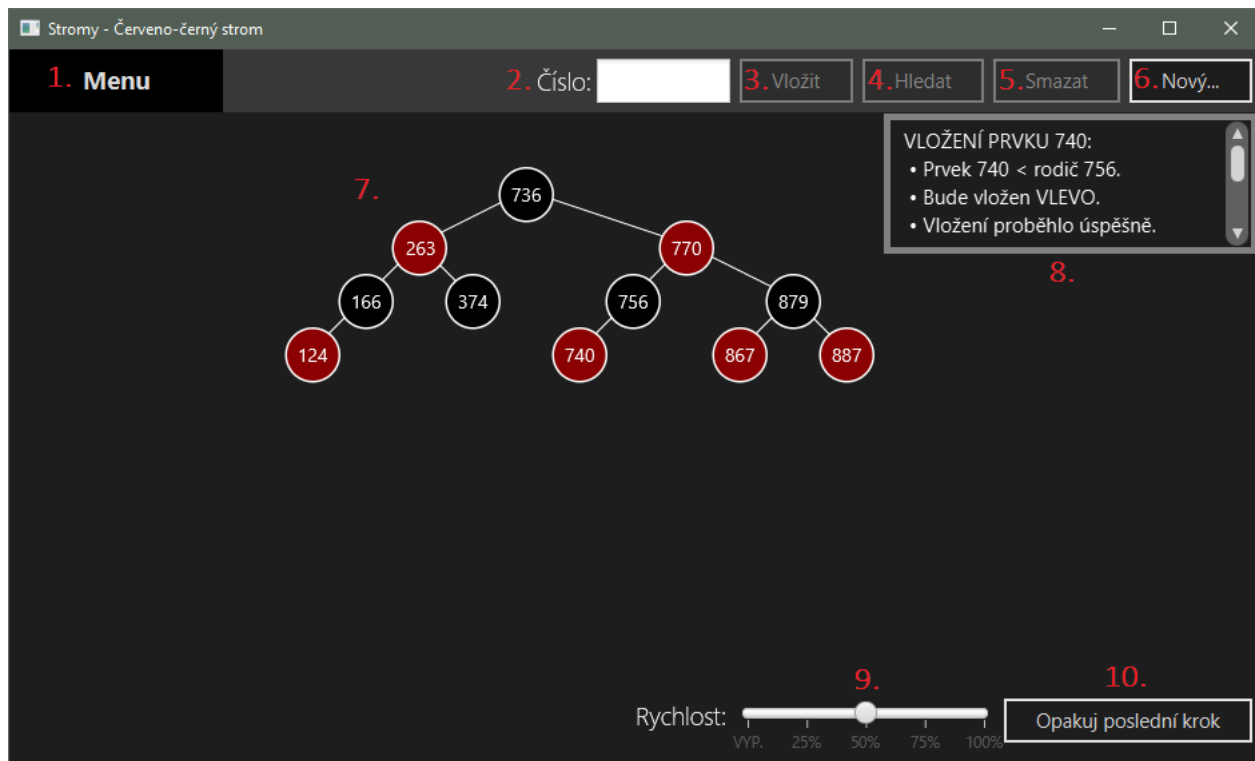 Stromy - Červeno-černý strom
1. Menu
2. Číslo:
3. Vložit
4. Hledat
5. Smazat
6. Nový...
VLOŽENÍ PRVKU 740:
• Prvek 740 < rodič 756.
• Bude vložen VLEVO.
• Vložení proběhlo úspěšně.
7.
8.
736
263
770
166
374
756
879
124
740
867
887
9.
10.
Rychlost:
VYP. 25% 50% 75% 100%
Opakuj poslední krok